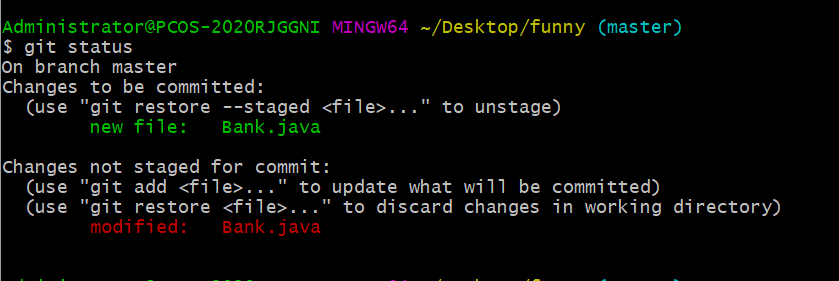 Administrator@PCOS-2020RJGGNI MINGW64 ~/Desktop/funny (master)
$ git status
On branch master
Changes to be committed:
  (use "git restore --staged <file>..." to unstage)
        new file:   Bank.java

Changes not staged for commit:
  (use "git add <file>..." to update what will be committed)
  (use "git restore <file>..." to discard changes in working directory)
        modified:   Bank.java